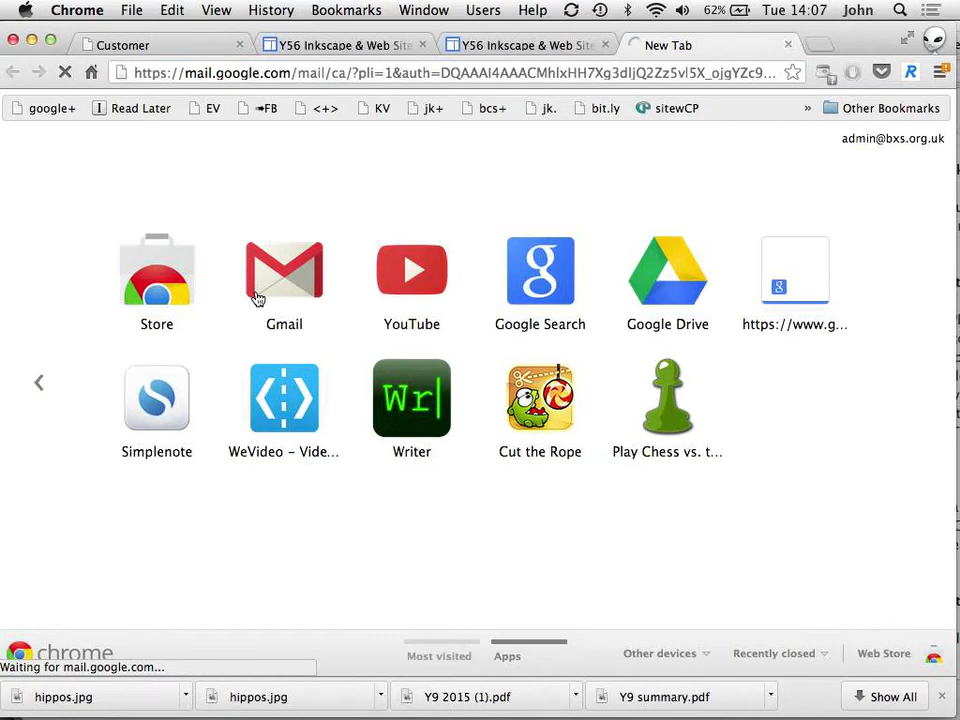 Chrome File Edit View History Bookmarks Window Users Help 62% Tue 14:07 John
Customer Y56 Inkscape & Web Site Y56 Inkscape & Web Site New Tab
https://mail.google.com/mail/ca/?pli=1&auth=DQAAAI4AAACMhlxHH7Xg3dIjQ2Zz5vl5X_ojgYZc9...
google+ Read Later EV ➡FB <+> KV jk+ bcs+ jk. bit.ly sitewCP » Other Bookmarks
admin@bxs.org.uk
Store Gmail YouTube Google Search Google Drive https://www.g...
Wr
Simplenote WeVideo – Vide... Writer Cut the Rope Play Chess vs. t...
chrome Most visited Apps Other devices Recently closed Web Store
Waiting for mail.google.com...
hippos.jpg hippos.jpg Y9 2015 (1).pdf Y9 summary.pdf Show All